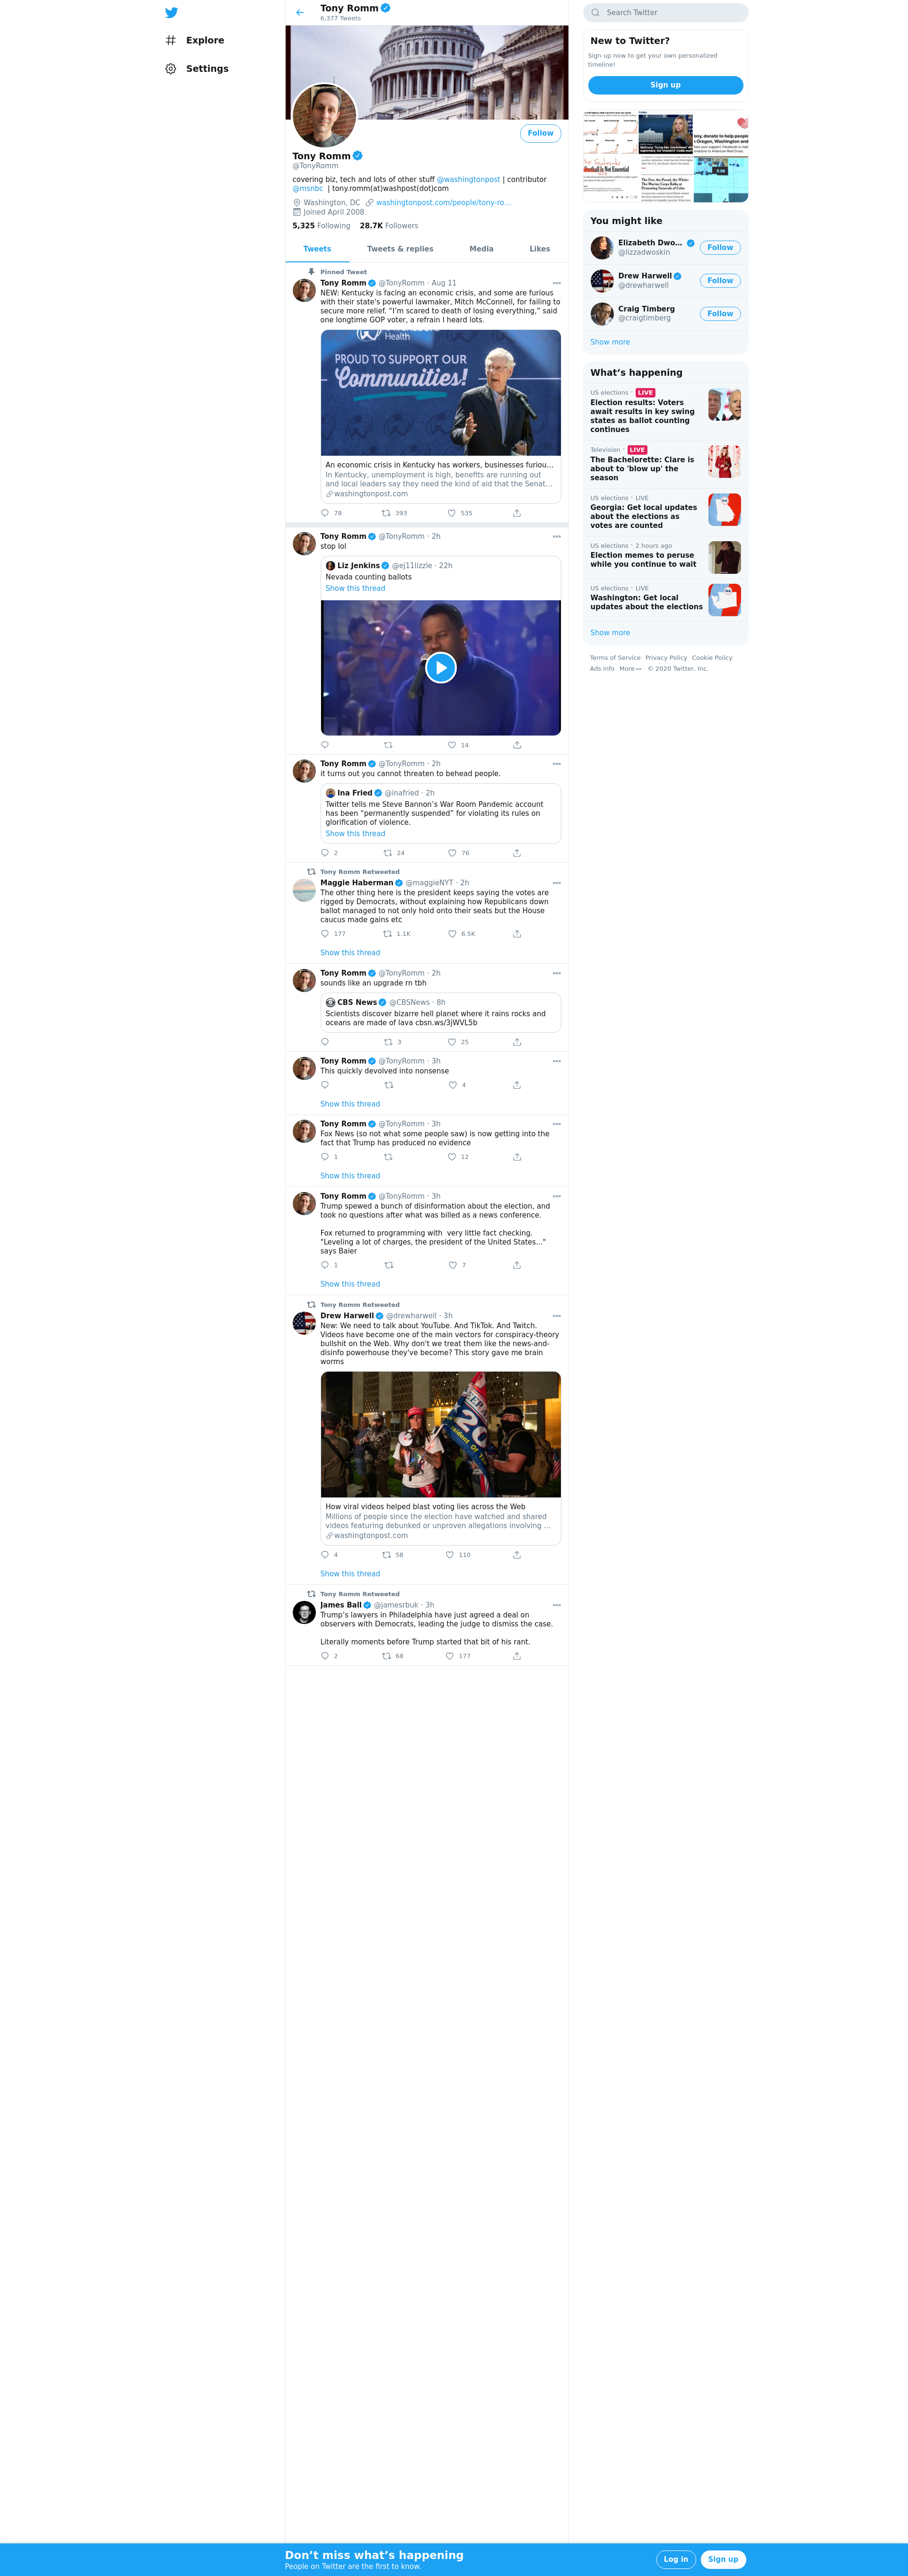 Explore
Settings
Tony Romm
6,377 Tweets
Follow
Tony Romm
@TonyRomm
covering biz, tech and lots of other stuff @washingtonpost | contributor
@msnbc | tony.romm(at)washpost(dot)com
Washington, DC washingtonpost.com/people/tony-ro…
Joined April 2008
5,325 Following 28.7K Followers
Tweets Tweets & replies Media Likes
Pinned Tweet
Tony Romm @TonyRomm · Aug 11
NEW: Kentucky is facing an economic crisis, and some are furious
with their state's powerful lawmaker, Mitch McConnell, for failing to
secure more relief. "I'm scared to death of losing everything," said
one longtime GOP voter, a refrain I heard lots.
Health
PROUD TO SUPPORT OUR
Communities!
An economic crisis in Kentucky has workers, businesses furiou…
In Kentucky, unemployment is high, benefits are running out
and local leaders say they need the kind of aid that the Senat…
washingtonpost.com
78 393 535
Tony Romm @TonyRomm · 2h
stop lol
Liz Jenkins @ej11lizzie · 22h
Nevada counting ballots
Show this thread
14
Tony Romm @TonyRomm · 2h
it turns out you cannot threaten to behead people.
Ina Fried @inafried · 2h
Twitter tells me Steve Bannon's War Room Pandemic account
has been "permanently suspended" for violating its rules on
glorification of violence.
Show this thread
2 24 76
Tony Romm Retweeted
Maggie Haberman @maggieNYT · 2h
The other thing here is the president keeps saying the votes are
rigged by Democrats, without explaining how Republicans down
ballot managed to not only hold onto their seats but the House
caucus made gains etc
177 1.1K 6.5K
Show this thread
Tony Romm @TonyRomm · 2h
sounds like an upgrade rn tbh
CBS News @CBSNews · 8h
Scientists discover bizarre hell planet where it rains rocks and
oceans are made of lava cbsn.ws/3jWVL5b
3 25
Tony Romm @TonyRomm · 3h
This quickly devolved into nonsense
4
Show this thread
Tony Romm @TonyRomm · 3h
Fox News (so not what some people saw) is now getting into the
fact that Trump has produced no evidence
1 12
Show this thread
Tony Romm @TonyRomm · 3h
Trump spewed a bunch of disinformation about the election, and
took no questions after what was billed as a news conference.
Fox returned to programming with very little fact checking.
"Leveling a lot of charges, the president of the United States..."
says Baier
1 7
Show this thread
Tony Romm Retweeted
Drew Harwell @drewharwell · 3h
New: We need to talk about YouTube. And TikTok. And Twitch.
Videos have become one of the main vectors for conspiracy-theory
bullshit on the Web. Why don't we treat them like the news-and-
disinfo powerhouse they've become? This story gave me brain
worms
How viral videos helped blast voting lies across the Web
Millions of people since the election have watched and shared
videos featuring debunked or unproven allegations involving …
washingtonpost.com
4 58 110
Show this thread
Tony Romm Retweeted
James Ball @jamesrbuk · 3h
Trump's lawyers in Philadelphia have just agreed a deal on
observers with Democrats, leading the judge to dismiss the case.
Literally moments before Trump started that bit of his rant.
2 68 177
Search Twitter
New to Twitter?
Sign up now to get your own personalized
timeline!
Sign up
You might like
Elizabeth Dwo…
@lizzadwoskin
Follow
Drew Harwell
@drewharwell
Follow
Craig Timberg
@craigtimberg
Follow
Show more
What's happening
US elections · LIVE
Election results: Voters
await results in key swing
states as ballot counting
continues
Television · LIVE
The Bachelorette: Clare is
about to 'blow up' the
season
US elections · LIVE
Georgia: Get local updates
about the elections as
votes are counted
US elections · 2 hours ago
Election memes to peruse
while you continue to wait
US elections · LIVE
Washington: Get local
updates about the elections
Show more
Terms of Service Privacy Policy Cookie Policy
Ads info More © 2020 Twitter, Inc.
Don't miss what's happening
People on Twitter are the first to know.
Log in Sign up